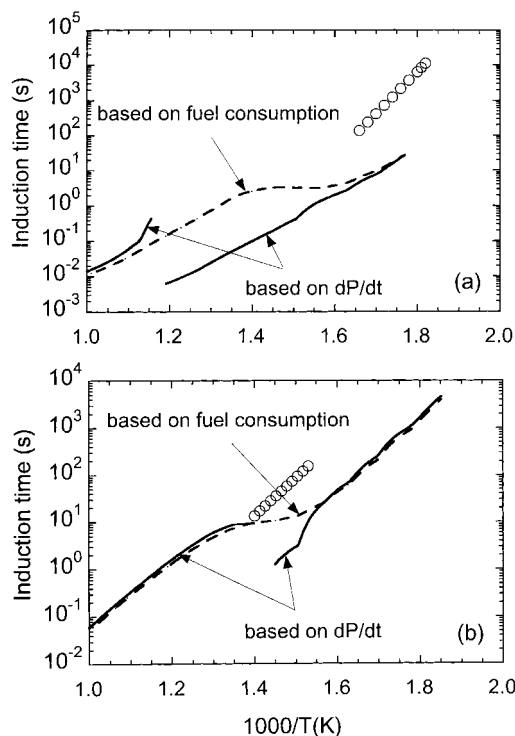 10^5
10^4
10^3
10^2
10^1
10^0
10^-1
10^-2
10^-3
Induction time (s)
based on fuel consumption
based on dP/dt
(a)
1.0 1.2 1.4 1.6 1.8 2.0
10^4
10^3
10^2
10^1
10^0
10^-1
10^-2
Induction time (s)
based on fuel consumption
based on dP/dt
(b)
1.0 1.2 1.4 1.6 1.8 2.0
1000/T(K)